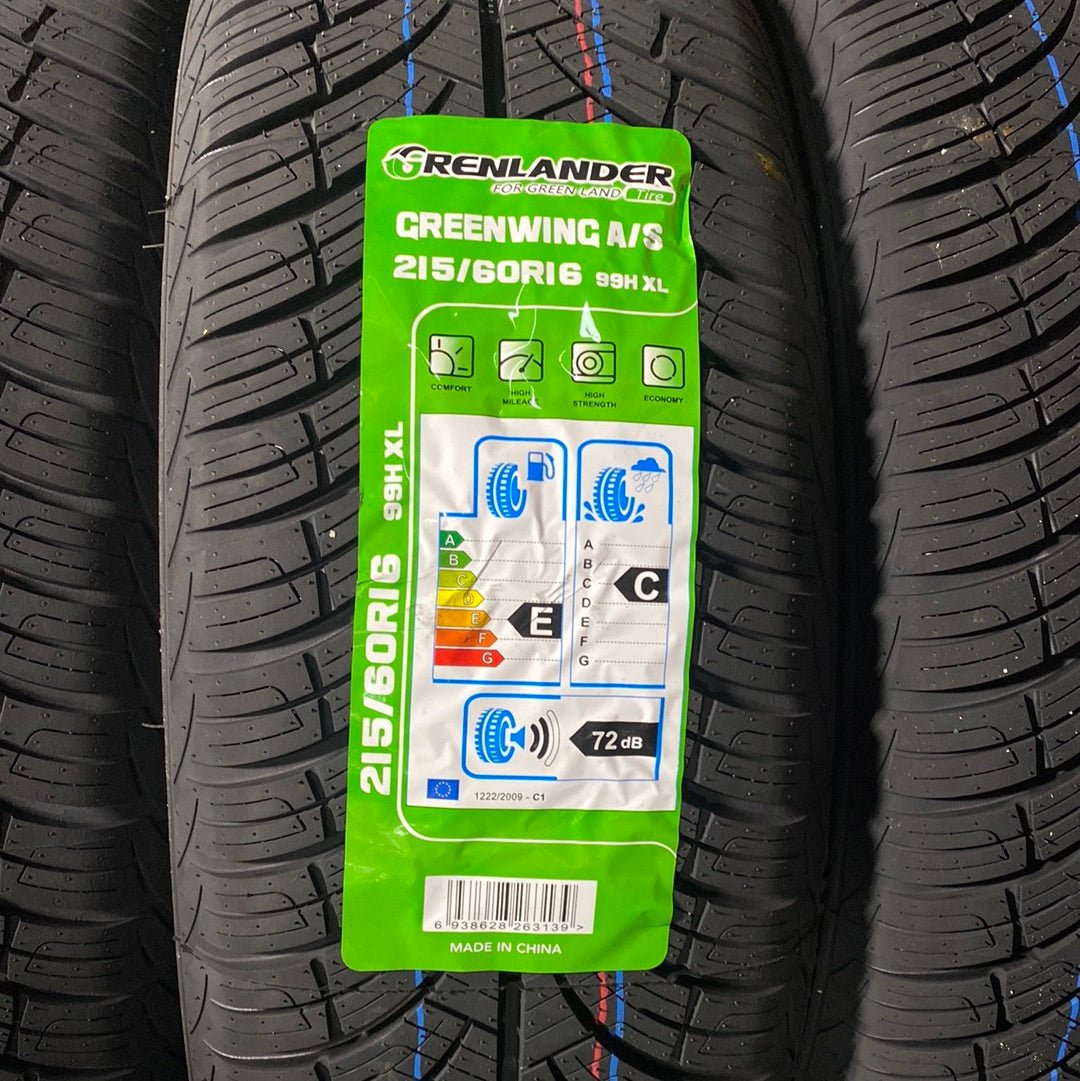 GRENLANDER
FOR GREEN LAND Tire
GREENWING A/S
215/60R16 99H XL
COMFORT
HIGH MILEAGE
HIGH STRENGTH
ECONOMY
215/60R16 99H XL
A
B
C
D
E
F
G
E
A
B
C
D
E
F
G
C
72 dB
1222/2009 - C1
6 938628 263139 >
MADE IN CHINA